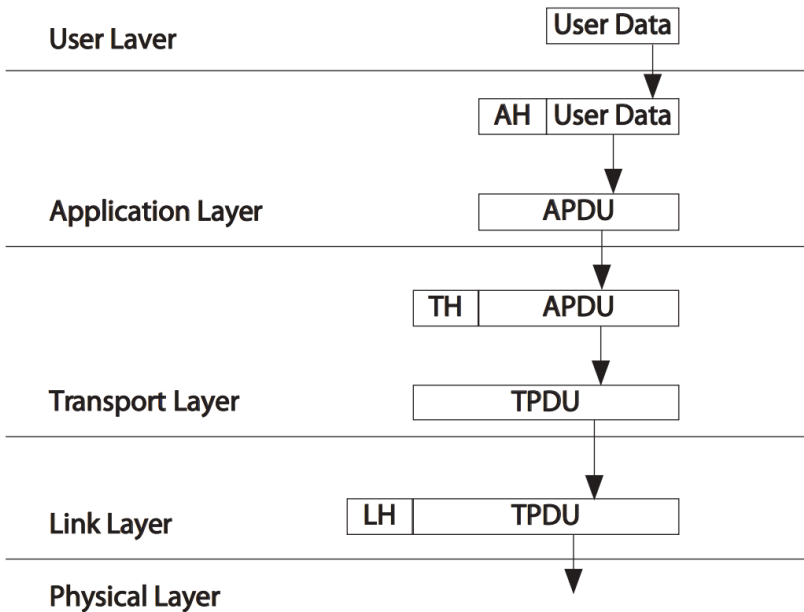 User Laver
User Data
AH User Data
Application Layer
APDU
TH APDU
Transport Layer
TPDU
Link Layer
LH TPDU
Physical Layer